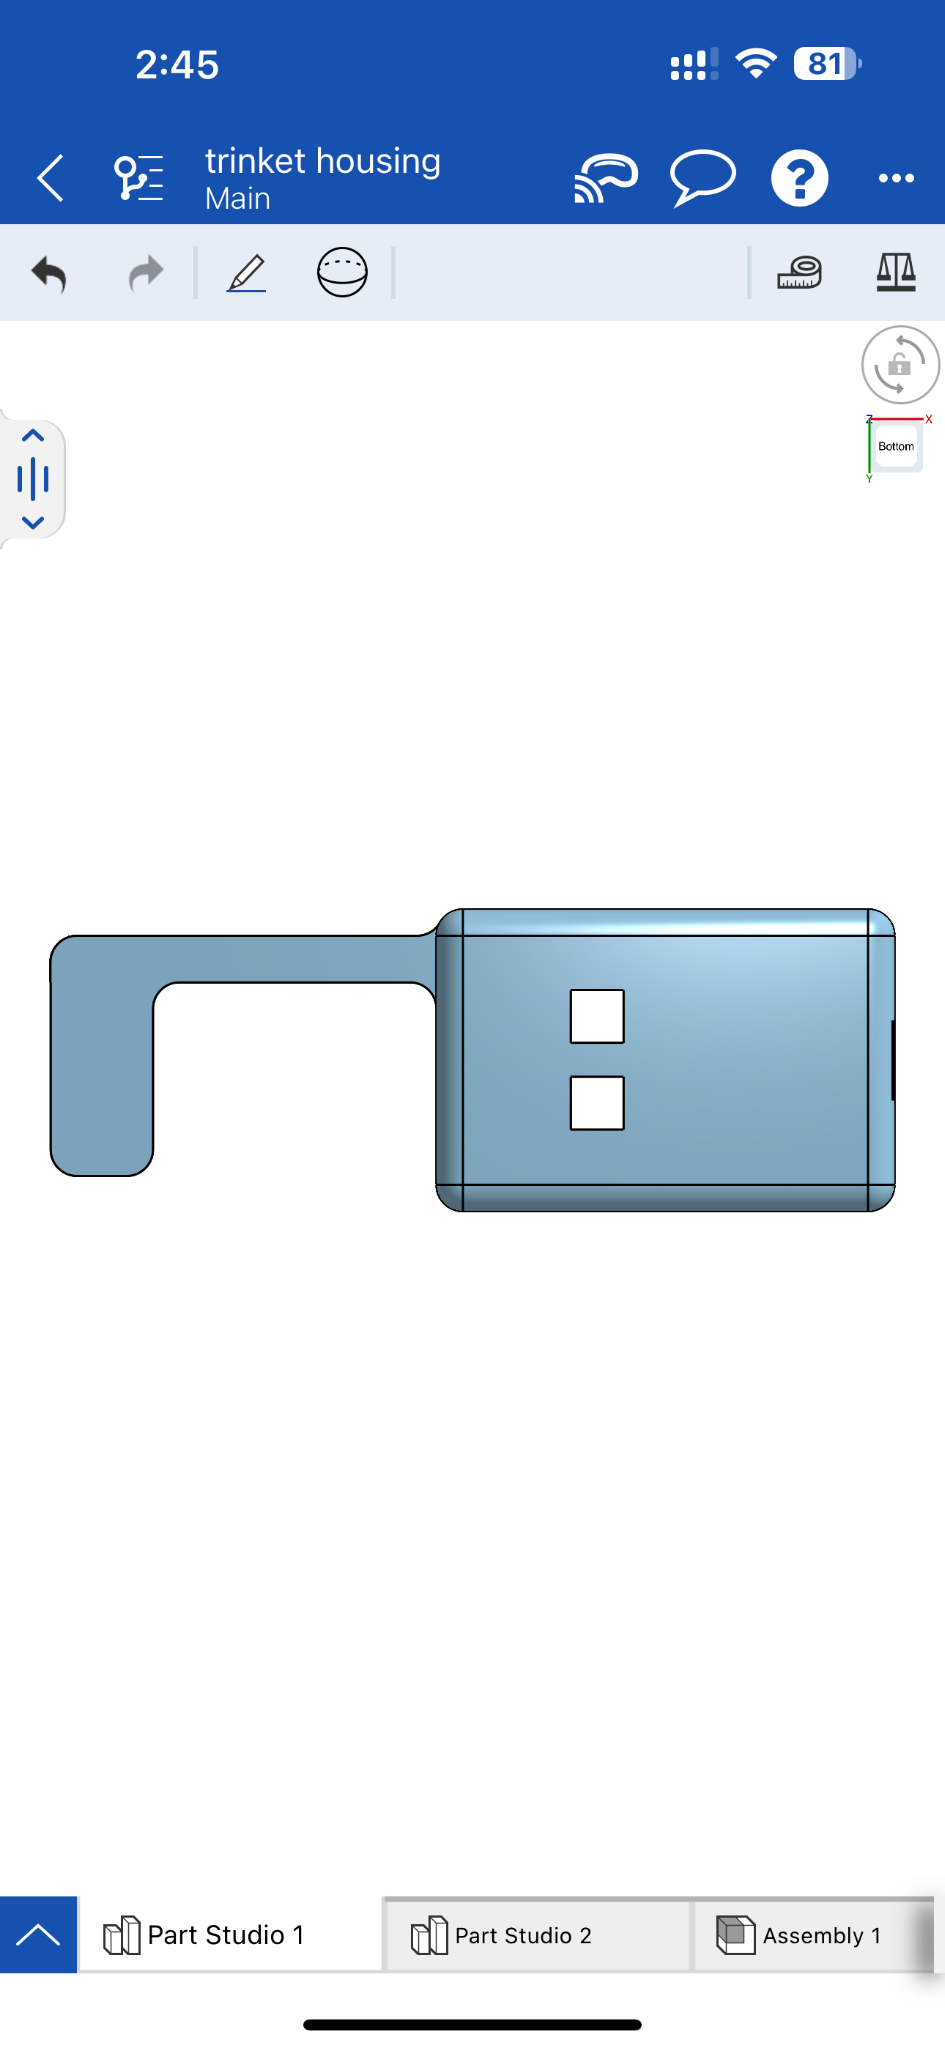 2:45
81
trinket housing
Main
Z
X
Bottom
Y
Part Studio 1
Part Studio 2
Assembly 1